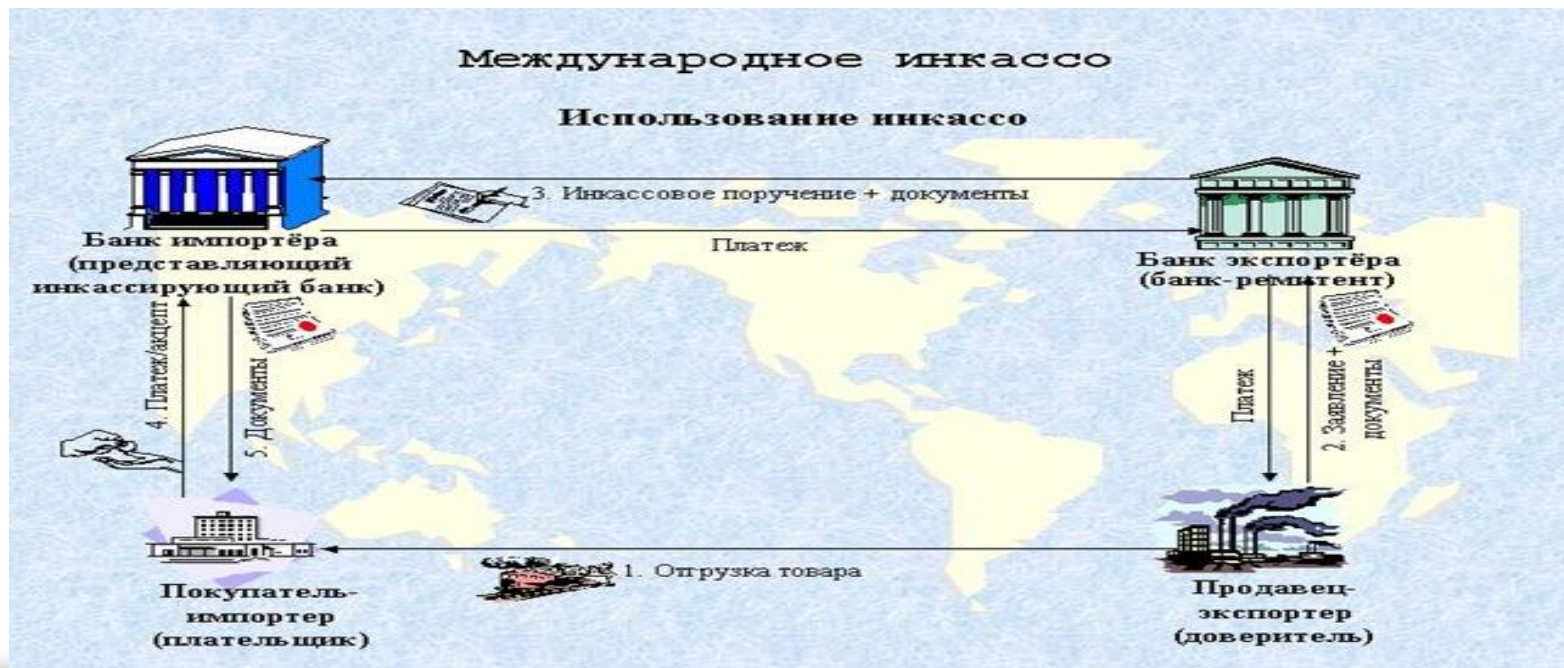 Международное инкассо
Использование инкассо
3. Инкассовое поручение + документы
Платеж
Банк импортёра
(представляющий
инкассирующий банк)
Банк экспортёра
(банк-ремитент)
4. Платеж/акцепт
5. Документы
Платеж
2. Заявление +
документы
1. Отгрузка товара
Покупатель-
импортер
(плательщик)
Продавец-
экспортер
(доверитель)